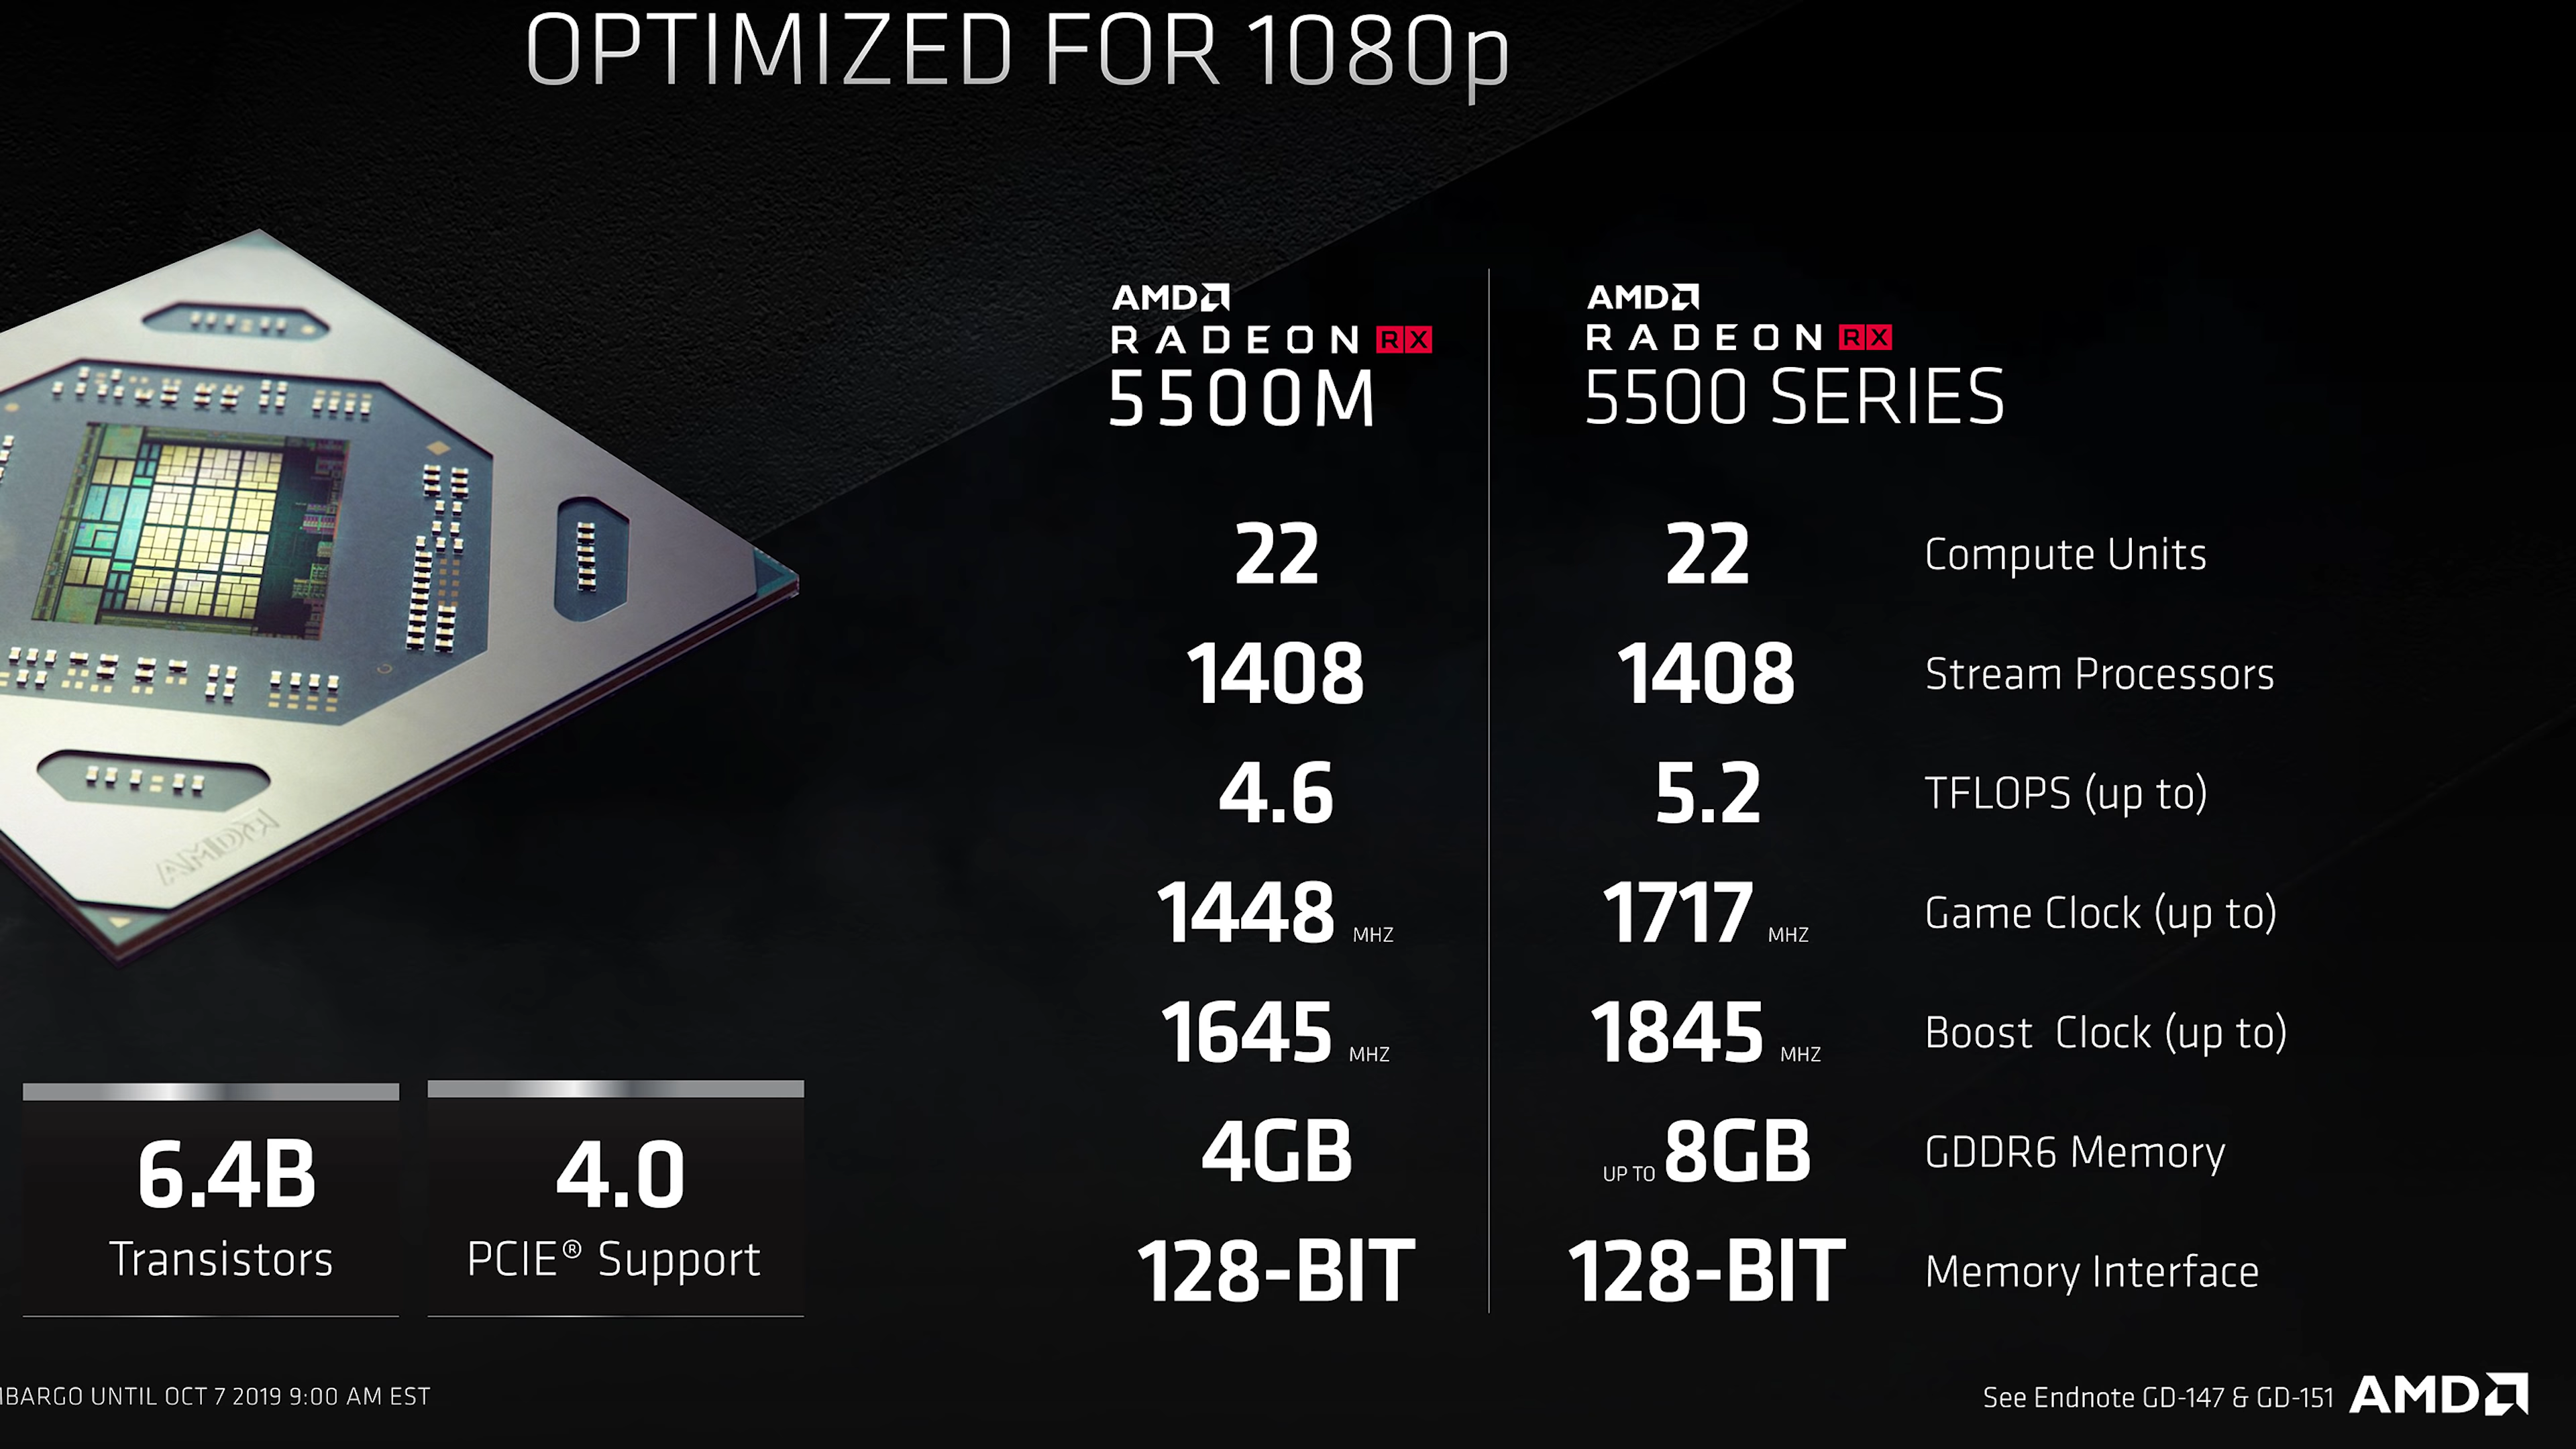 OPTIMIZED FOR 1080p
AMD
RADEON RX
5500M
AMD
RADEON RX
5500 SERIES
22 22 Compute Units
1408 1408 Stream Processors
4.6 5.2 TFLOPS (up to)
1448 MHZ 1717 MHZ Game Clock (up to)
1645 MHZ 1845 MHZ Boost Clock (up to)
4GB UP TO 8GB GDDR6 Memory
128-BIT 128-BIT Memory Interface
AMD
6.4B
Transistors
4.0
PCIE® Support
MBARGO UNTIL OCT 7 2019 9:00 AM EST
See Endnote GD-147 & GD-151 AMD